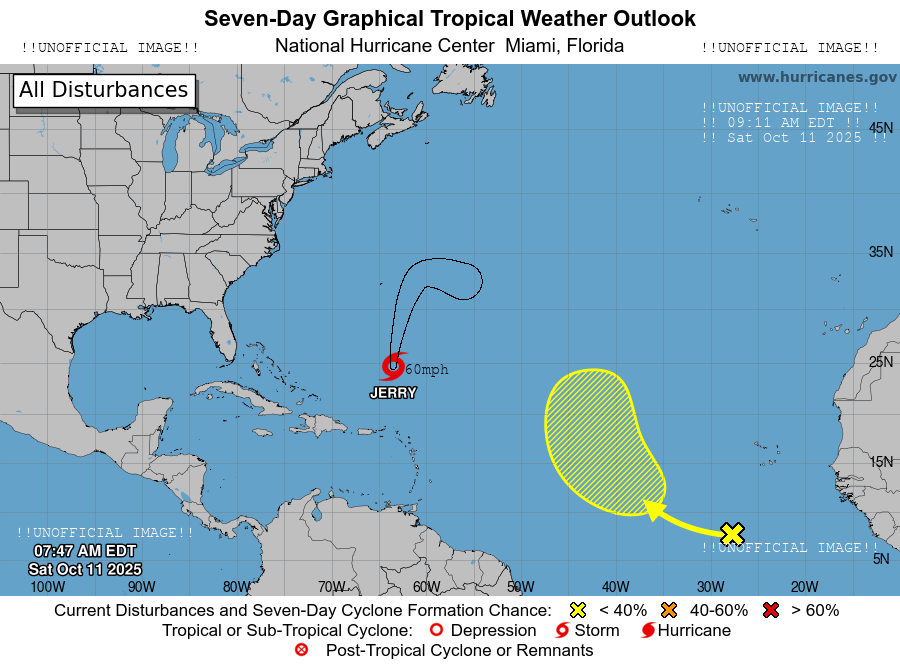 Seven-Day Graphical Tropical Weather Outlook
!!UNOFFICIAL IMAGE!! National Hurricane Center Miami, Florida !!UNOFFICIAL IMAGE!!
All Disturbances
www.hurricanes.gov
!!UNOFFICIAL IMAGE!!
!! 09:11 AM EDT !!
!! Sat Oct 11 2025 !!
45N
35N
25N
60mph
JERRY
15N
!!UNOFFICIAL IMAGE!!
!!UNOFFICIAL IMAGE!!
07:47 AM EDT
Sat Oct 11 2025
5N
100W 90W 80W 70W 60W 50W 40W 30W 20W
Current Disturbances and Seven-Day Cyclone Formation Chance: < 40% 40-60% > 60%
Tropical or Sub-Tropical Cyclone: Depression Storm Hurricane
Post-Tropical Cyclone or Remnants